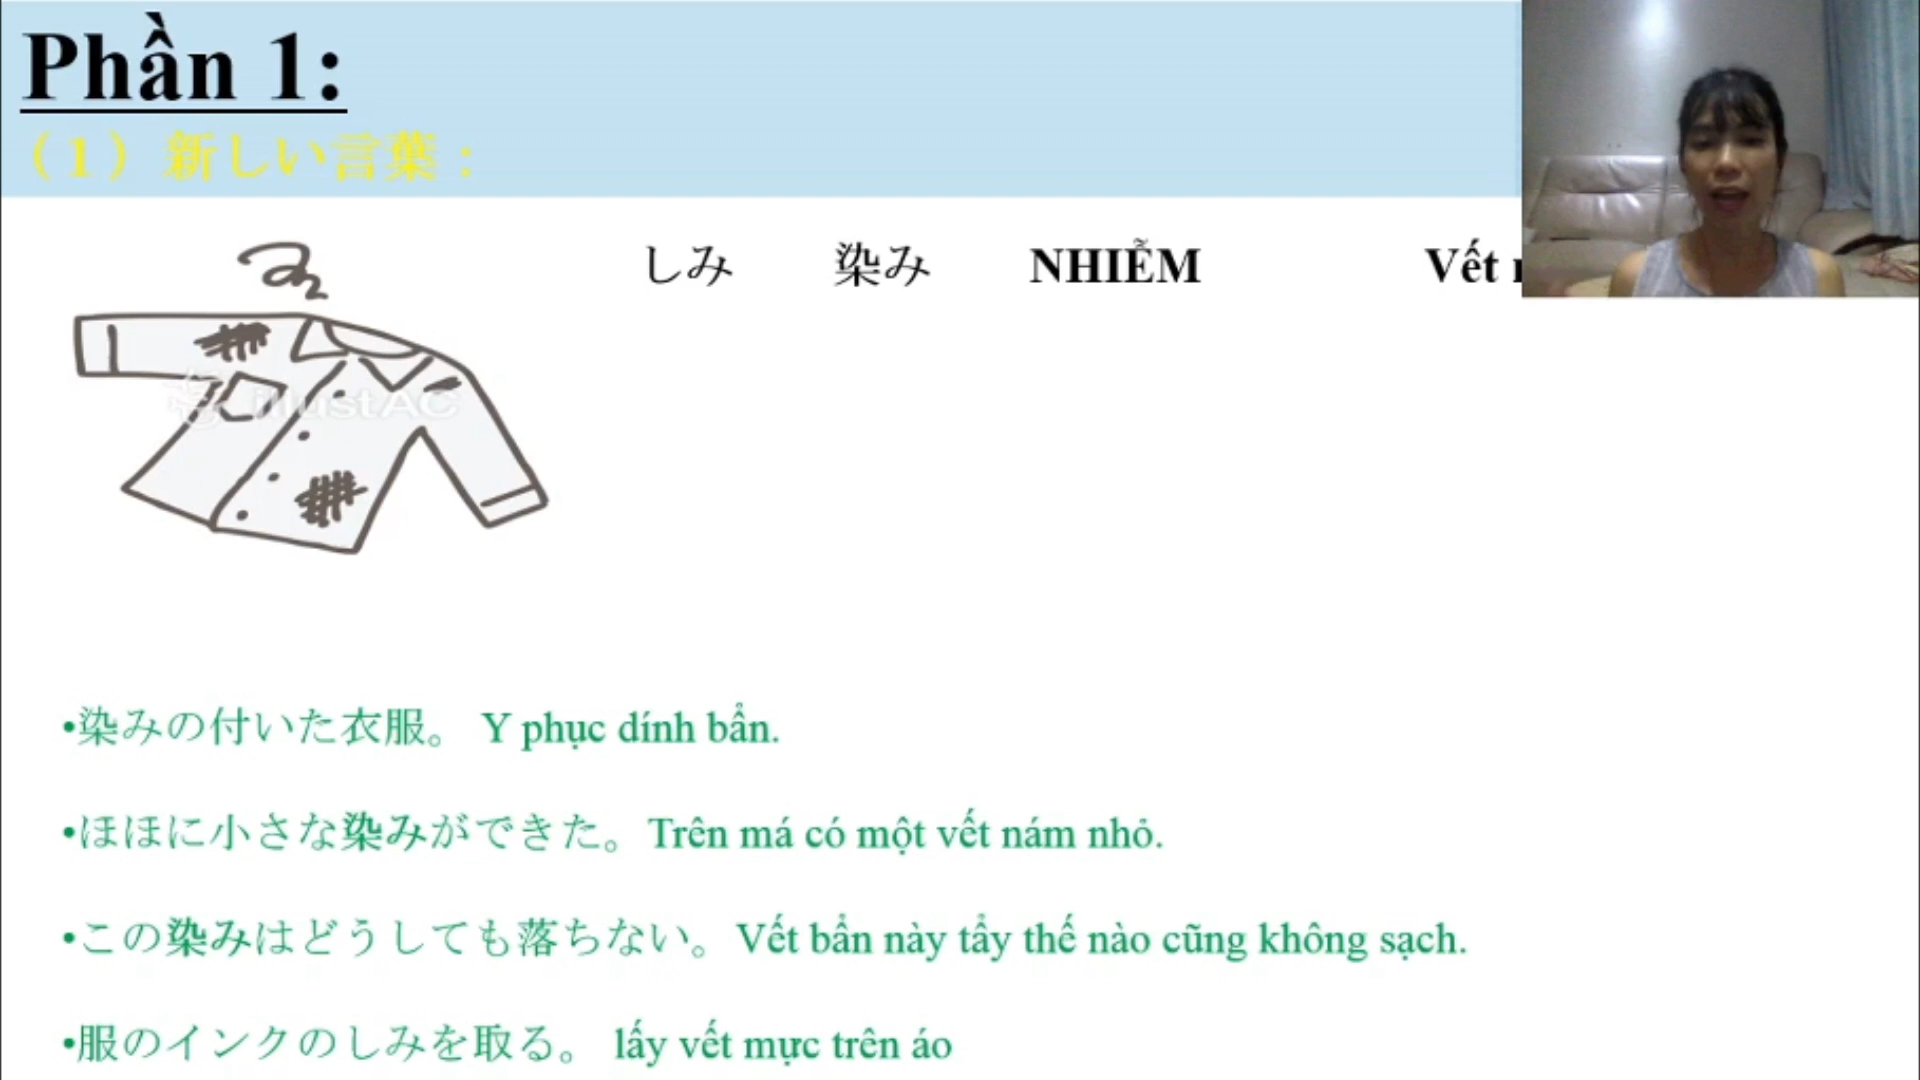 Phần 1:
（1）新しい言葉：
しみ 染み NHIỄM Vết
illustAC
•染みの付いた衣服。 Y phục dính bẩn.
•ほほに小さな染みができた。Trên má có một vết nám nhỏ.
•この染みはどうしても落ちない。Vết bẩn này tẩy thế nào cũng không sạch.
•服のインクのしみを取る。 lấy vết mực trên áo